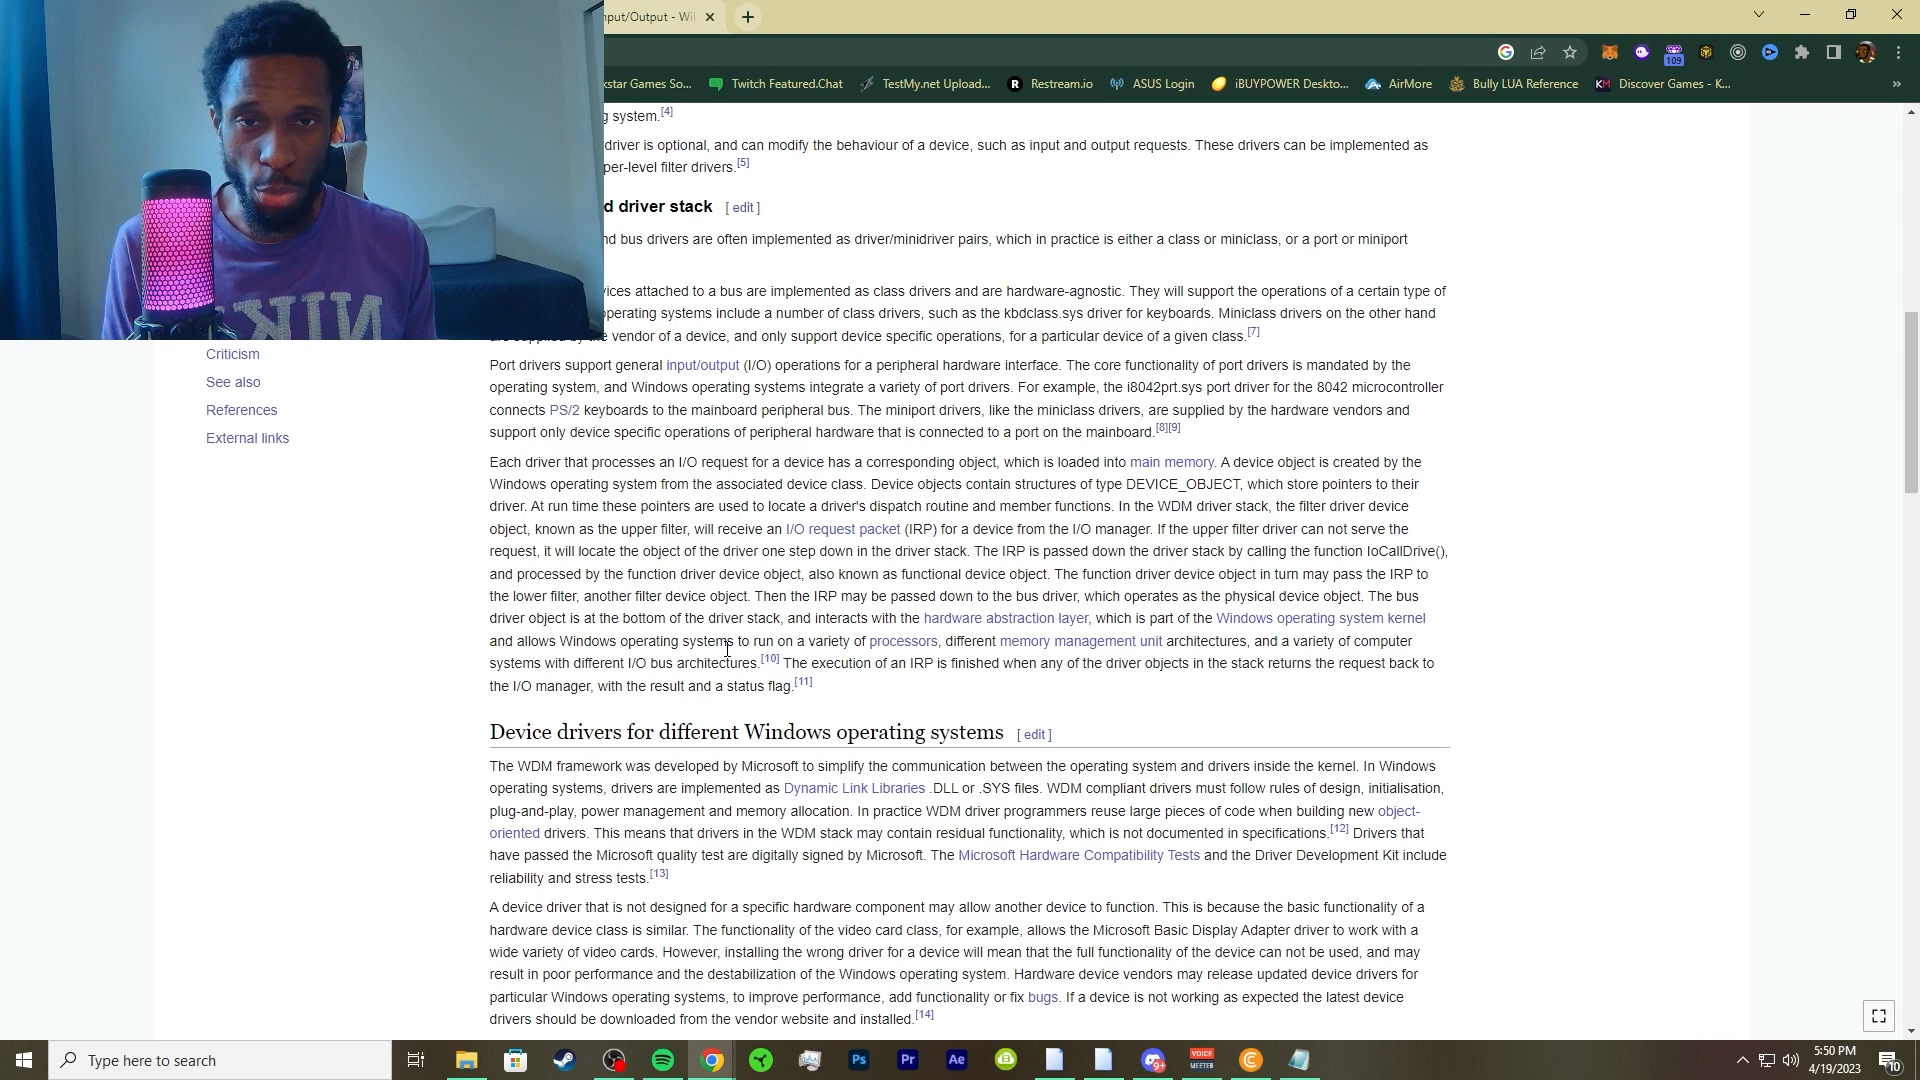 nput/Output - Wi
109
kstar Games So...
Twitch Featured.Chat
TestMy.net Upload...
Restream.io
ASUS Login
iBUYPOWER Deskto...
AirMore
Bully LUA Reference
KM
Discover Games - K...
»
g system.[4]
driver is optional, and can modify the behaviour of a device, such as input and output requests. These drivers can be implemented as
per-level filter drivers.[5]
d driver stack [ edit ]
nd bus drivers are often implemented as driver/minidriver pairs, which in practice is either a class or miniclass, or a port or miniport
vices attached to a bus are implemented as class drivers and are hardware-agnostic. They will support the operations of a certain type of
perating systems include a number of class drivers, such as the kbdclass.sys driver for keyboards. Miniclass drivers on the other hand
vendor of a device, and only support device specific operations, for a particular device of a given class.[7]
NIK
Criticism
See also
References
External links
Port drivers support general input/output (I/O) operations for a peripheral hardware interface. The core functionality of port drivers is mandated by the
operating system, and Windows operating systems integrate a variety of port drivers. For example, the i8042prt.sys port driver for the 8042 microcontroller
connects PS/2 keyboards to the mainboard peripheral bus. The miniport drivers, like the miniclass drivers, are supplied by the hardware vendors and
support only device specific operations of peripheral hardware that is connected to a port on the mainboard.[8][9]
Each driver that processes an I/O request for a device has a corresponding object, which is loaded into main memory. A device object is created by the
Windows operating system from the associated device class. Device objects contain structures of type DEVICE_OBJECT, which store pointers to their
driver. At run time these pointers are used to locate a driver's dispatch routine and member functions. In the WDM driver stack, the filter driver device
object, known as the upper filter, will receive an I/O request packet (IRP) for a device from the I/O manager. If the upper filter driver can not serve the
request, it will locate the object of the driver one step down in the driver stack. The IRP is passed down the driver stack by calling the function IoCallDrive(),
and processed by the function driver device object, also known as functional device object. The function driver device object in turn may pass the IRP to
the lower filter, another filter device object. Then the IRP may be passed down to the bus driver, which operates as the physical device object. The bus
driver object is at the bottom of the driver stack, and interacts with the hardware abstraction layer, which is part of the Windows operating system kernel
and allows Windows operating systems to run on a variety of processors, different memory management unit architectures, and a variety of computer
systems with different I/O bus architectures.[10] The execution of an IRP is finished when any of the driver objects in the stack returns the request back to
the I/O manager, with the result and a status flag.[11]
Device drivers for different Windows operating systems [ edit ]
The WDM framework was developed by Microsoft to simplify the communication between the operating system and drivers inside the kernel. In Windows
operating systems, drivers are implemented as Dynamic Link Libraries .DLL or .SYS files. WDM compliant drivers must follow rules of design, initialisation,
plug-and-play, power management and memory allocation. In practice WDM driver programmers reuse large pieces of code when building new object-
oriented drivers. This means that drivers in the WDM stack may contain residual functionality, which is not documented in specifications.[12] Drivers that
have passed the Microsoft quality test are digitally signed by Microsoft. The Microsoft Hardware Compatibility Tests and the Driver Development Kit include
reliability and stress tests.[13]
A device driver that is not designed for a specific hardware component may allow another device to function. This is because the basic functionality of a
hardware device class is similar. The functionality of the video card class, for example, allows the Microsoft Basic Display Adapter driver to work with a
wide variety of video cards. However, installing the wrong driver for a device will mean that the full functionality of the device can not be used, and may
result in poor performance and the destabilization of the Windows operating system. Hardware device vendors may release updated device drivers for
particular Windows operating systems, to improve performance, add functionality or fix bugs. If a device is not working as expected the latest device
drivers should be downloaded from the vendor website and installed.[14]
Type here to search
Ps
Pr
Ae
9+
VOICE
MEETER
5:50 PM
4/19/2023
10